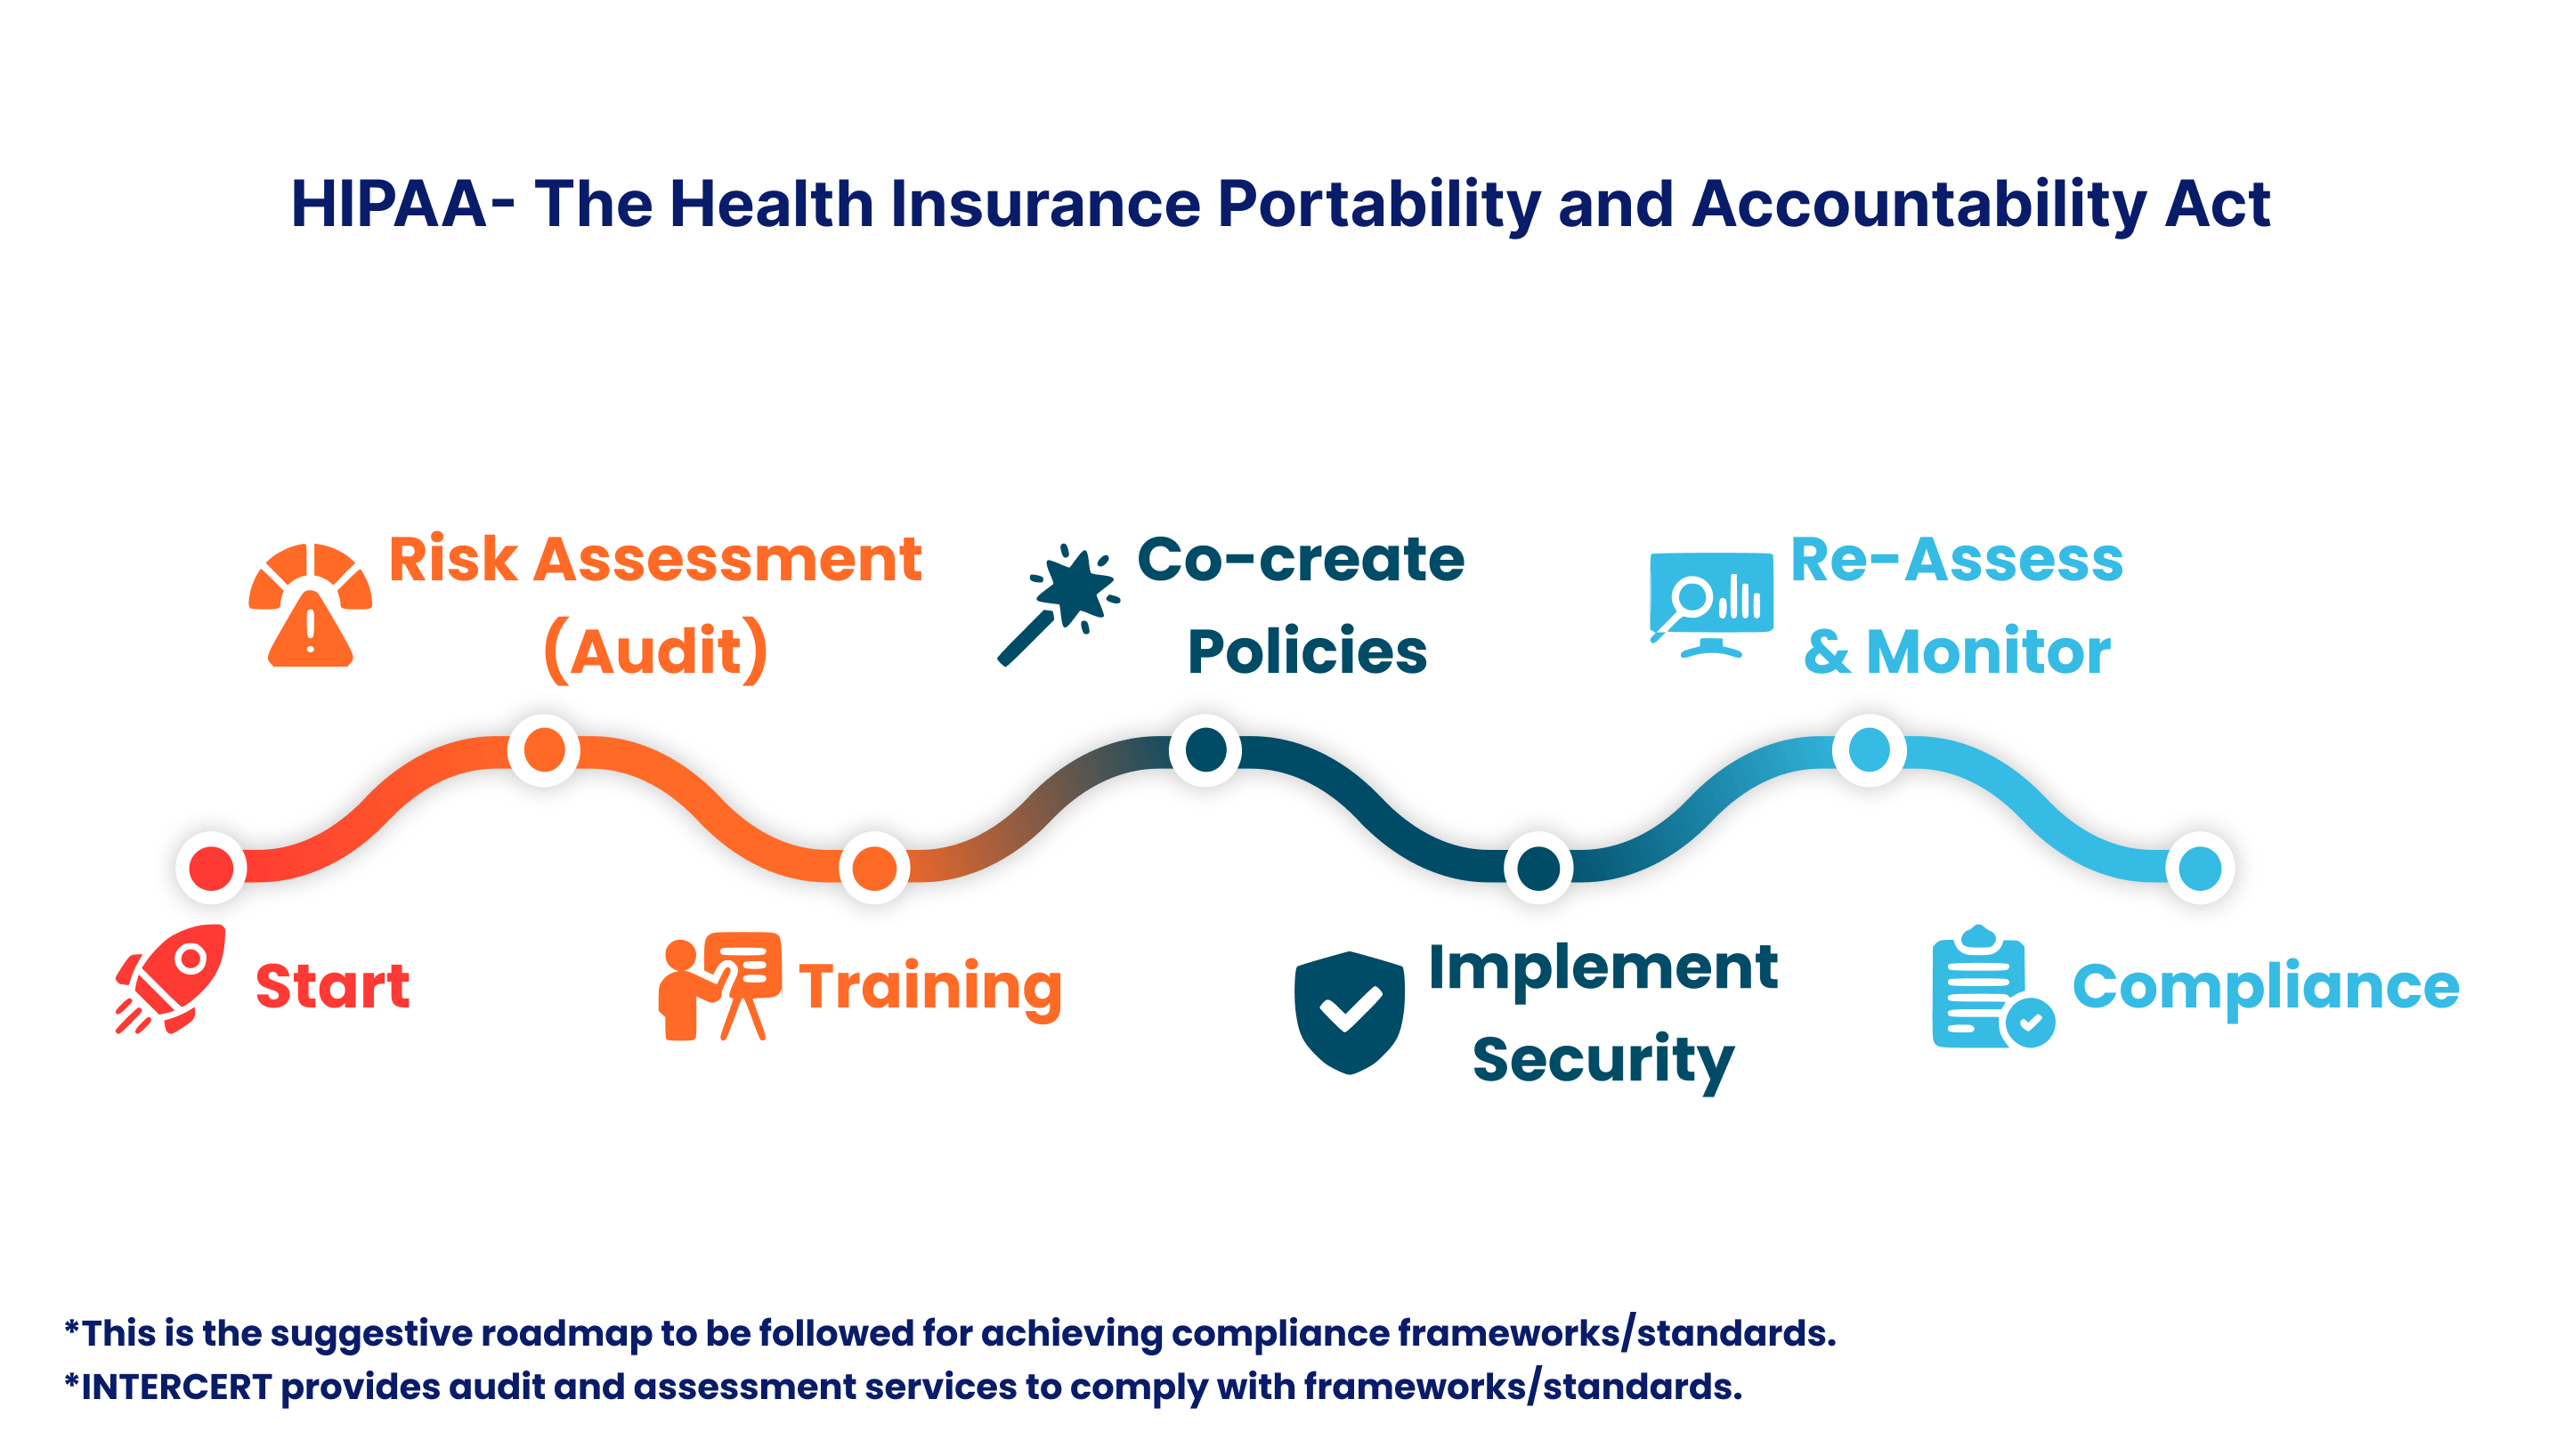 HIPAA- The Health Insurance Portability and Accountability Act
Start
Risk Assessment
(Audit)
Training
Co-create
Policies
Implement
Security
Re-Assess
& Monitor
Compliance
*This is the suggestive roadmap to be followed for achieving compliance frameworks/standards.
*INTERCERT provides audit and assessment services to comply with frameworks/standards.